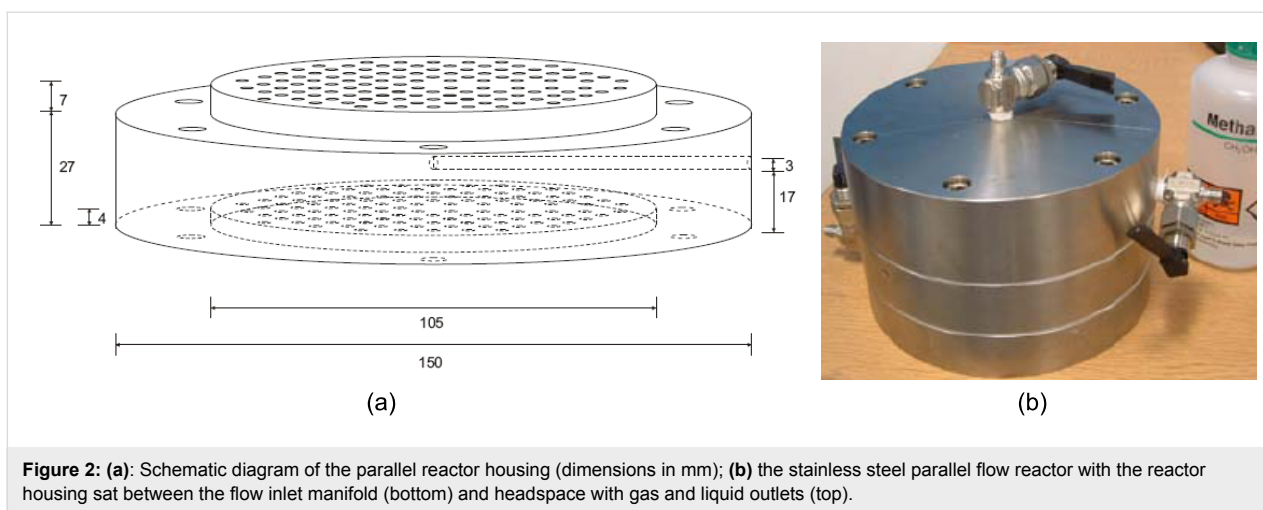 7
27
4
3
17
105
150
(a)
Metha
CH₃OH
(b)
Figure 2: (a): Schematic diagram of the parallel reactor housing (dimensions in mm); (b) the stainless steel parallel flow reactor with the reactor
housing sat between the flow inlet manifold (bottom) and headspace with gas and liquid outlets (top).